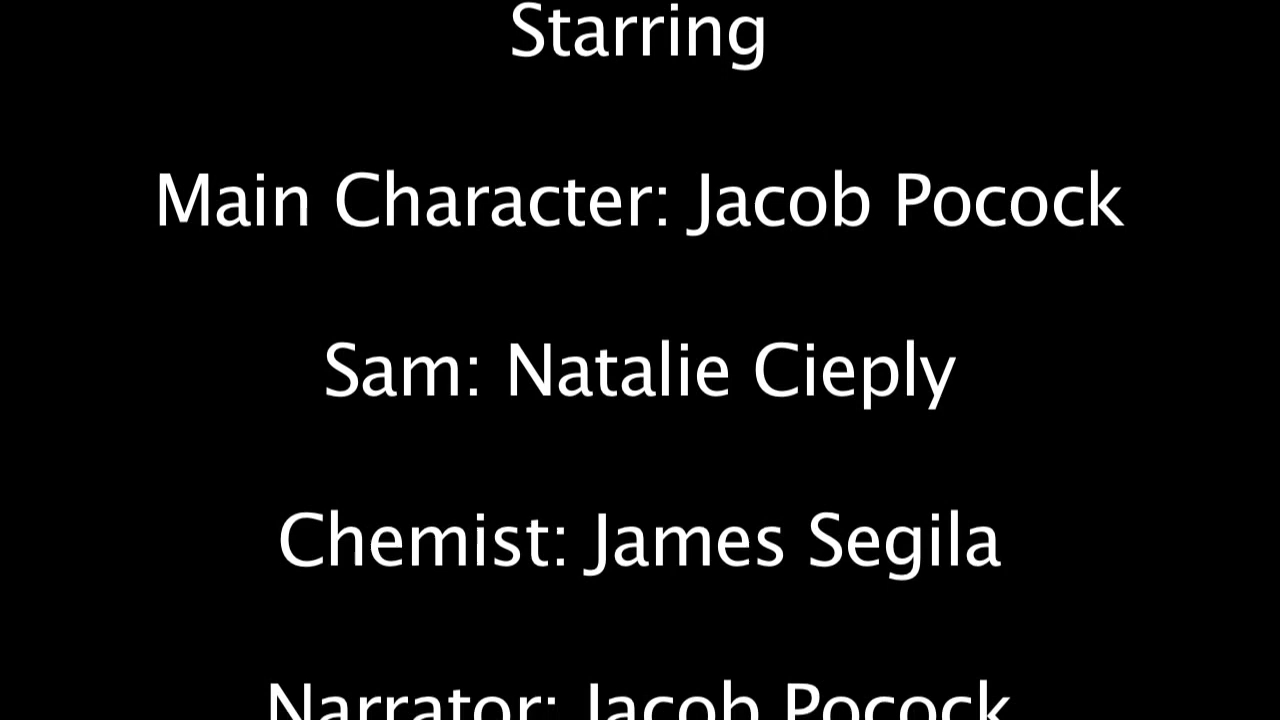 Starring
Main Character: Jacob Pocock
Sam: Natalie Cieply
Chemist: James Segila
Narrator: Jacob Pocock